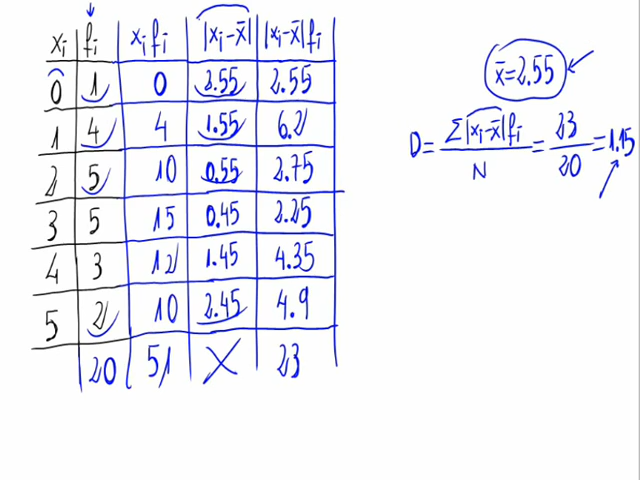 xᵢ fᵢ xᵢfᵢ |xᵢ-x̄| |xᵢ-x̄|fᵢ
0 1 0 2.55 2.55
1 4 4 1.55 6.2
2 5 10 0.55 2.75
3 5 15 0.45 2.25
4 3 12 1.45 4.35
5 2 10 2.45 4.9
20 51 X 23
x̄=2.55
D= Σ|xᵢ-x̄|fᵢ / N = 23 / 20 = 1.15